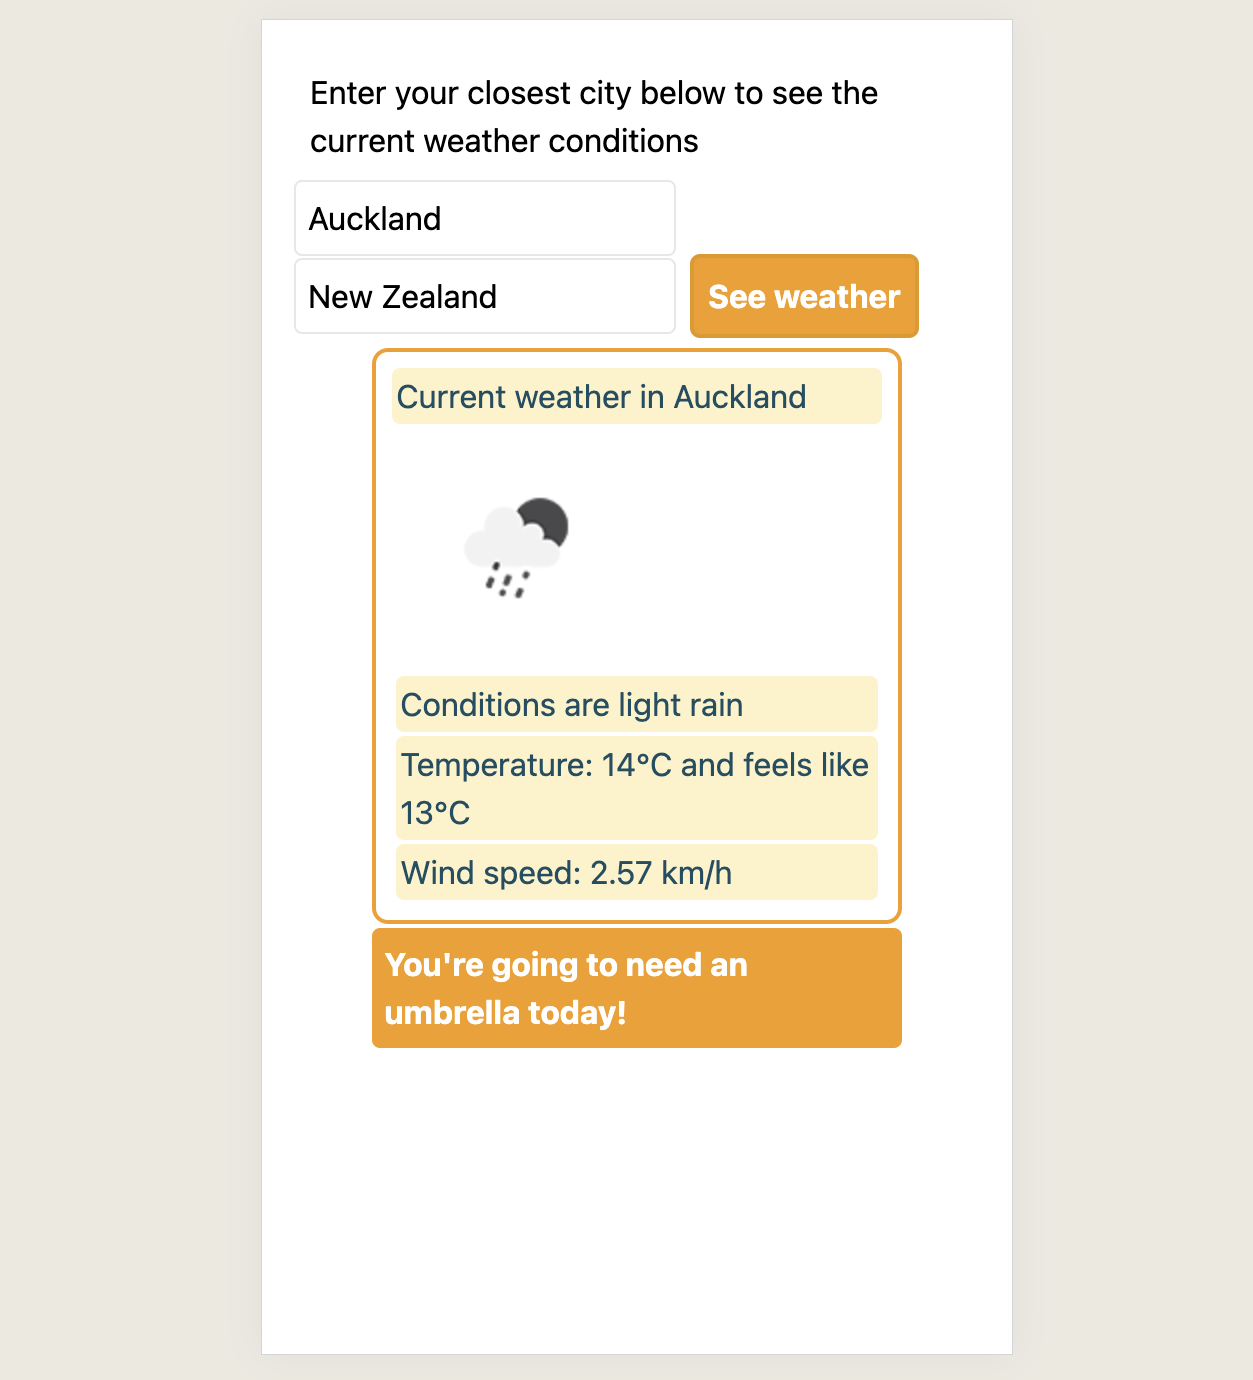 Enter your closest city below to see the
current weather conditions
Auckland
New Zealand
See weather
Current weather in Auckland
Conditions are light rain
Temperature: 14°C and feels like
13°C
Wind speed: 2.57 km/h
You're going to need an
umbrella today!